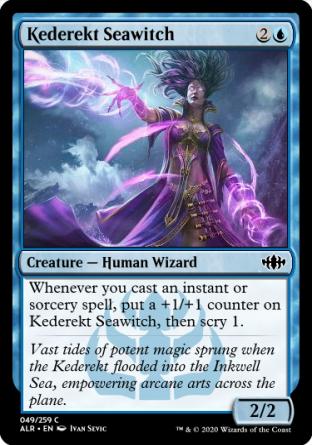 Kederekt Seawitch 2
Creature — Human Wizard
Whenever you cast an instant or
sorcery spell, put a +1/+1 counter on
Kederekt Seawitch, then scry 1.
Vast tides of potent magic sprung when
the Kederekt flooded into the Inkwell
Sea, empowering arcane arts across the
plane.
2/2
049/259 C
ALR • EN Ivan Sevic ™ & © 2020 Wizards of the Coast